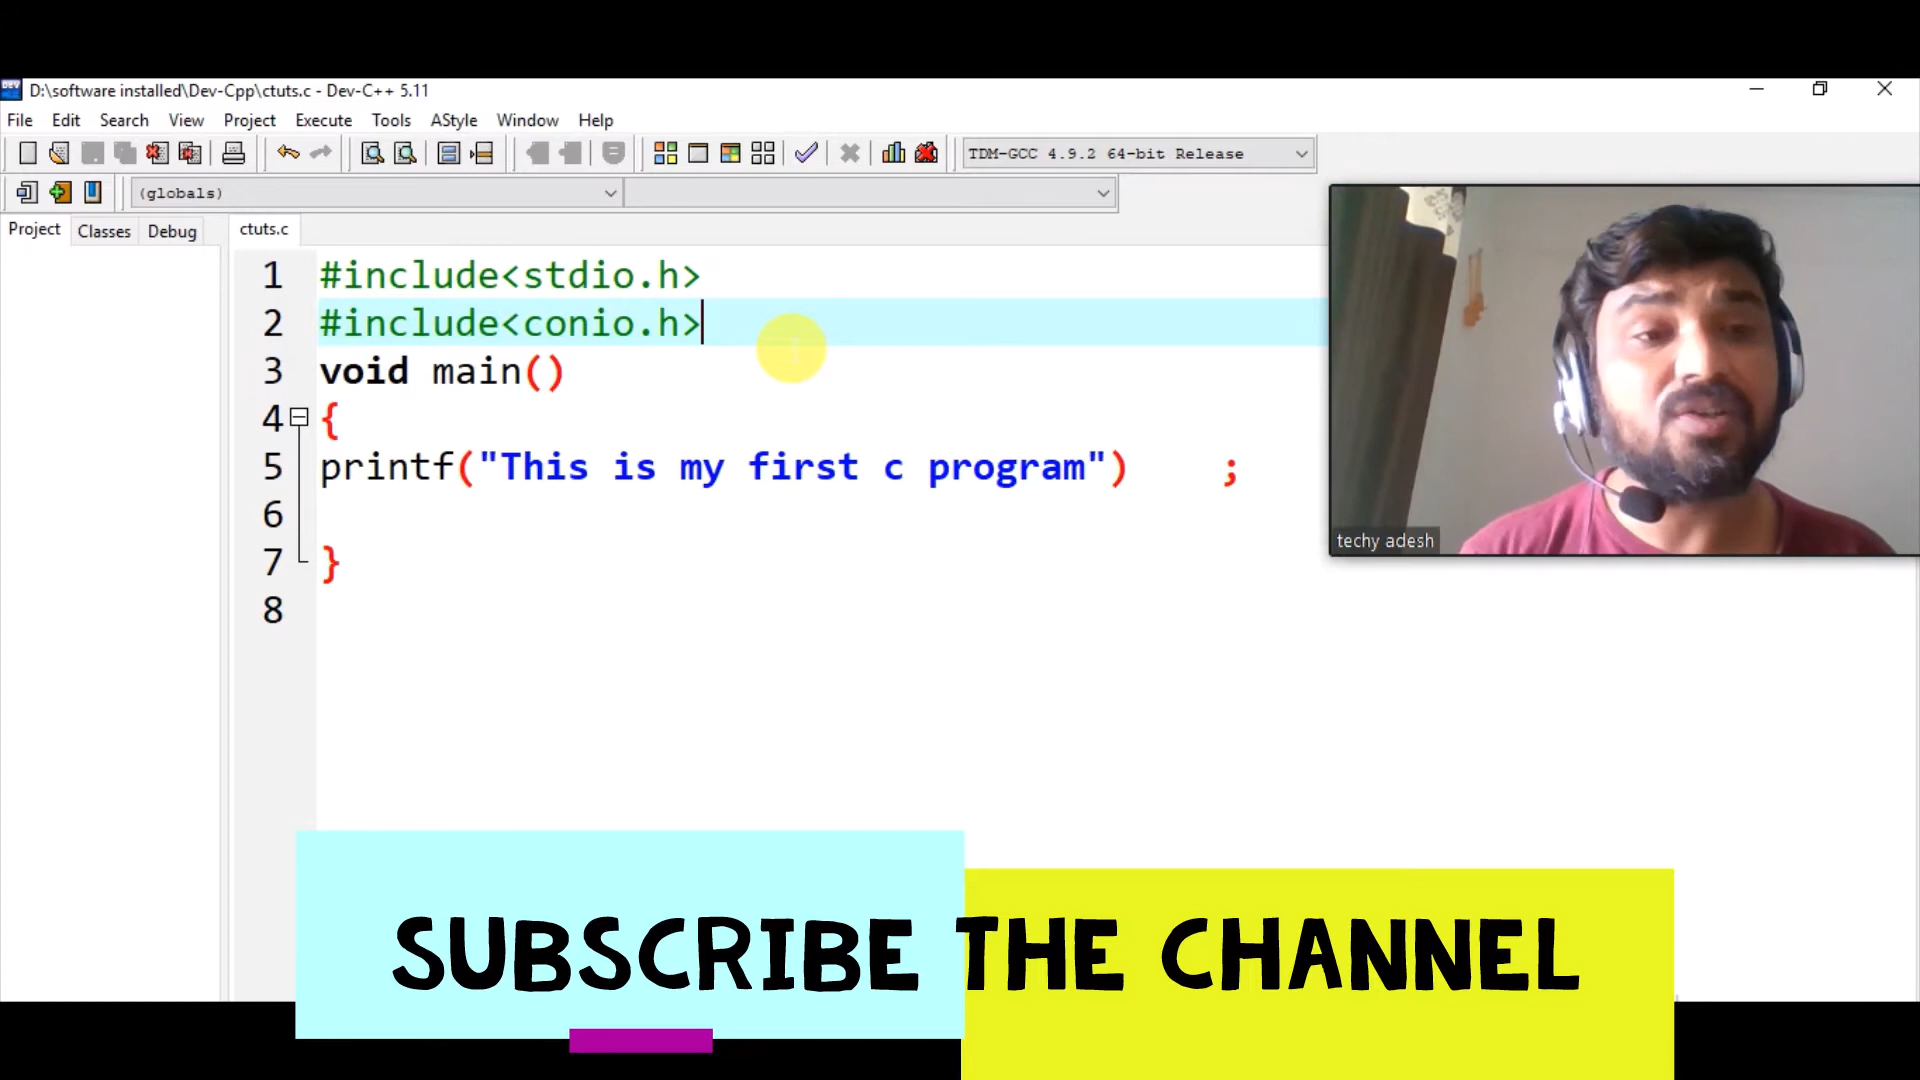 D:\software installed\Dev-Cpp\ctuts.c - Dev-C++ 5.11
File Edit Search View Project Execute Tools AStyle Window Help
TDM-GCC 4.9.2 64-bit Release
(globals)
Project Classes Debug ctuts.c
1 #include<stdio.h>
2 #include<conio.h>
3 void main()
4 {
5 printf("This is my first c program") ;
6
7 }
8
techy adesh
SUBSCRIBE THE CHANNEL